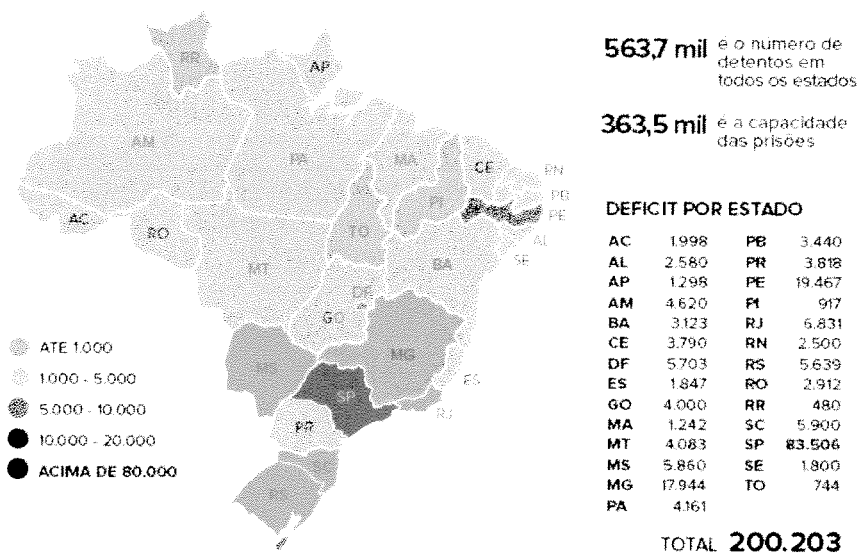 563,7 mil é o número de
detentos em
todos os estados
363,5 mil é a capacidade
das prisões
RR
AP
AM
PA
MA
CE
RN
PB
PE
PI
AL
SE
AC
RO
TO
BA
MT
DF
GO
MG
MS
ES
SP
RJ
PR
RS
ATÉ 1.000
1.000 - 5.000
5.000 - 10.000
10.000 - 20.000
ACIMA DE 80.000
DEFICIT POR ESTADO
AC 1.998 PB 3.440
AL 2.580 PR 3.818
AP 1.298 PE 19.467
AM 4.620 PI 917
BA 3.123 RJ 6.831
CE 3.790 RN 2.500
DF 5.703 RS 5.639
ES 1.847 RO 2.912
GO 4.000 RR 480
MA 1.242 SC 5.900
MT 4.083 SP 83.506
MS 5.860 SE 1.800
MG 17.944 TO 744
PA 4.161
TOTAL 200.203